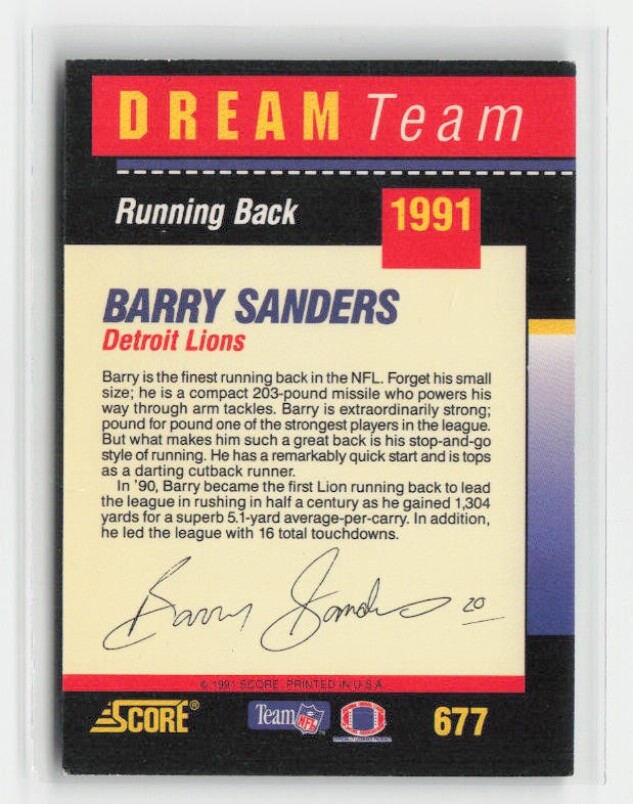 DREAM Team
Running Back
1991
BARRY SANDERS
Detroit Lions
Barry is the finest running back in the NFL. Forget his small
size; he is a compact 203-pound missile who powers his
way through arm tackles. Barry is extraordinarily strong;
pound for pound one of the strongest players in the league.
But what makes him such a great back is his stop-and-go
style of running. He has a remarkably quick start and is tops
as a darting cutback runner.
In '90, Barry became the first Lion running back to lead
the league in rushing in half a century as he gained 1,304
yards for a superb 5.1-yard average-per-carry. In addition,
he led the league with 16 total touchdowns.
Barry Sanders 20
© 1991 SCORE, PRINTED IN U.S.A.
SCORE® Team NFL 677